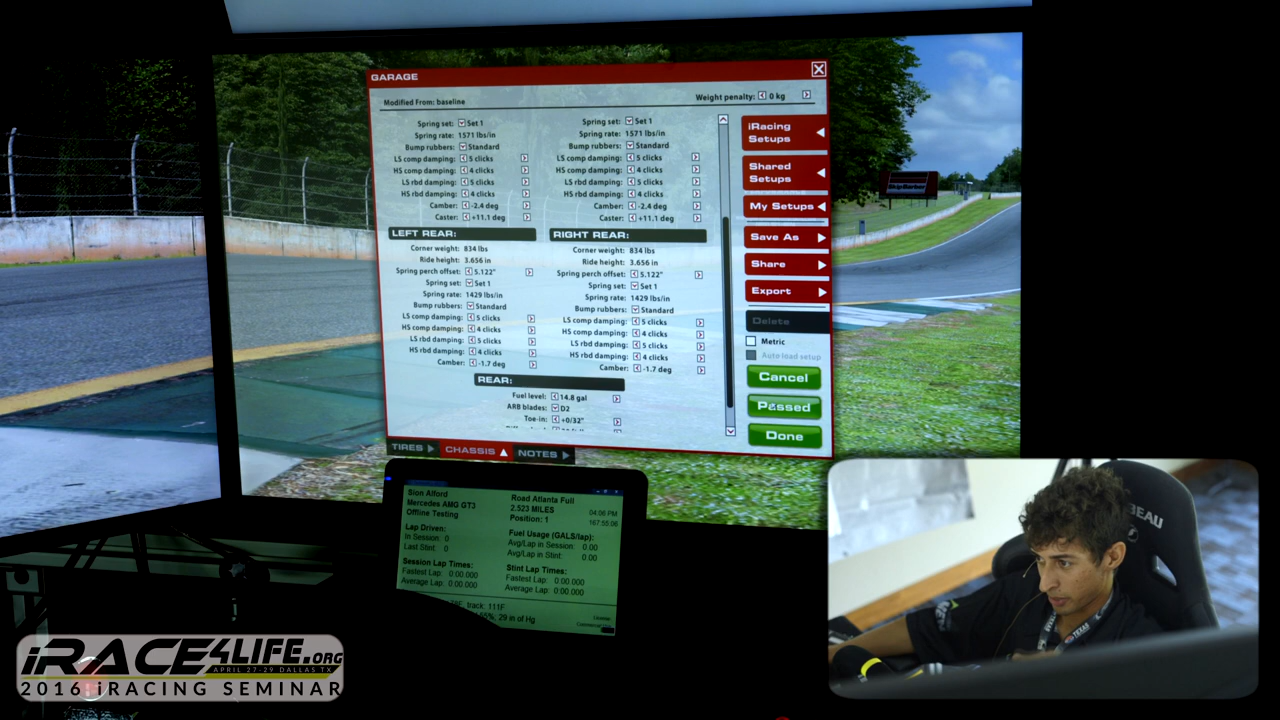 GARAGE
Modified From: baseline
Weight penalty: 0 kg
Spring set: Set 1
Spring rate: 1571 lbs/in
Bump rubbers: Standard
LS comp damping: 5 clicks
HS comp damping: 4 clicks
LS rbd damping: 5 clicks
HS rbd damping: 4 clicks
Camber: -2.4 deg
Caster: +11.1 deg
Spring set: Set 1
Spring rate: 1571 lbs/in
Bump rubbers: Standard
LS comp damping: 5 clicks
HS comp damping: 4 clicks
LS rbd damping: 5 clicks
HS rbd damping: 4 clicks
Camber: -2.4 deg
Caster: +11.1 deg
LEFT REAR:
Corner weight: 834 lbs
Ride height: 3.656 in
Spring perch offset: 5.122"
Spring set: Set 1
Spring rate: 1429 lbs/in
Bump rubbers: Standard
LS comp damping: 5 clicks
HS comp damping: 4 clicks
LS rbd damping: 5 clicks
HS rbd damping: 4 clicks
Camber: -1.7 deg
RIGHT REAR:
Corner weight: 834 lbs
Ride height: 3.656 in
Spring perch offset: 5.122"
Spring set: Set 1
Spring rate: 1429 lbs/in
Bump rubbers: Standard
LS comp damping: 5 clicks
HS comp damping: 4 clicks
LS rbd damping: 5 clicks
HS rbd damping: 4 clicks
Camber: -1.7 deg
REAR:
Fuel level: 14.8 gal
ARB blades: D2
Toe-in: +0/32"
iRacing Setups
Shared Setups
My Setups
Save As
Share
Export
Delete
Metric
Auto load setup
Cancel
Passed
Done
TIRES
CHASSIS
NOTES
Sion Alford
Mercedes AMG GT3
Offline Testing
Road Atlanta Full
2.523 MILES
Position: 1
04:06 PM
167:55:06
Lap Driven:
In Session: 0
Last Stint: 0
Fuel Usage (GALS/lap):
Avg/Lap in Session: 0.00
Avg/Lap in Stint: 0.00
Session Lap Times:
Fastest Lap: 0:00.000
Average Lap: 0:00.000
Stint Lap Times:
Fastest Lap: 0:00.000
Average Lap: 0:00.000
track: 111F
29 in of Hg
BEAU
TEXAS
iRACE4LIFE.ORG
APRIL 27-29 DALLAS TX
2016 iRACING SEMINAR